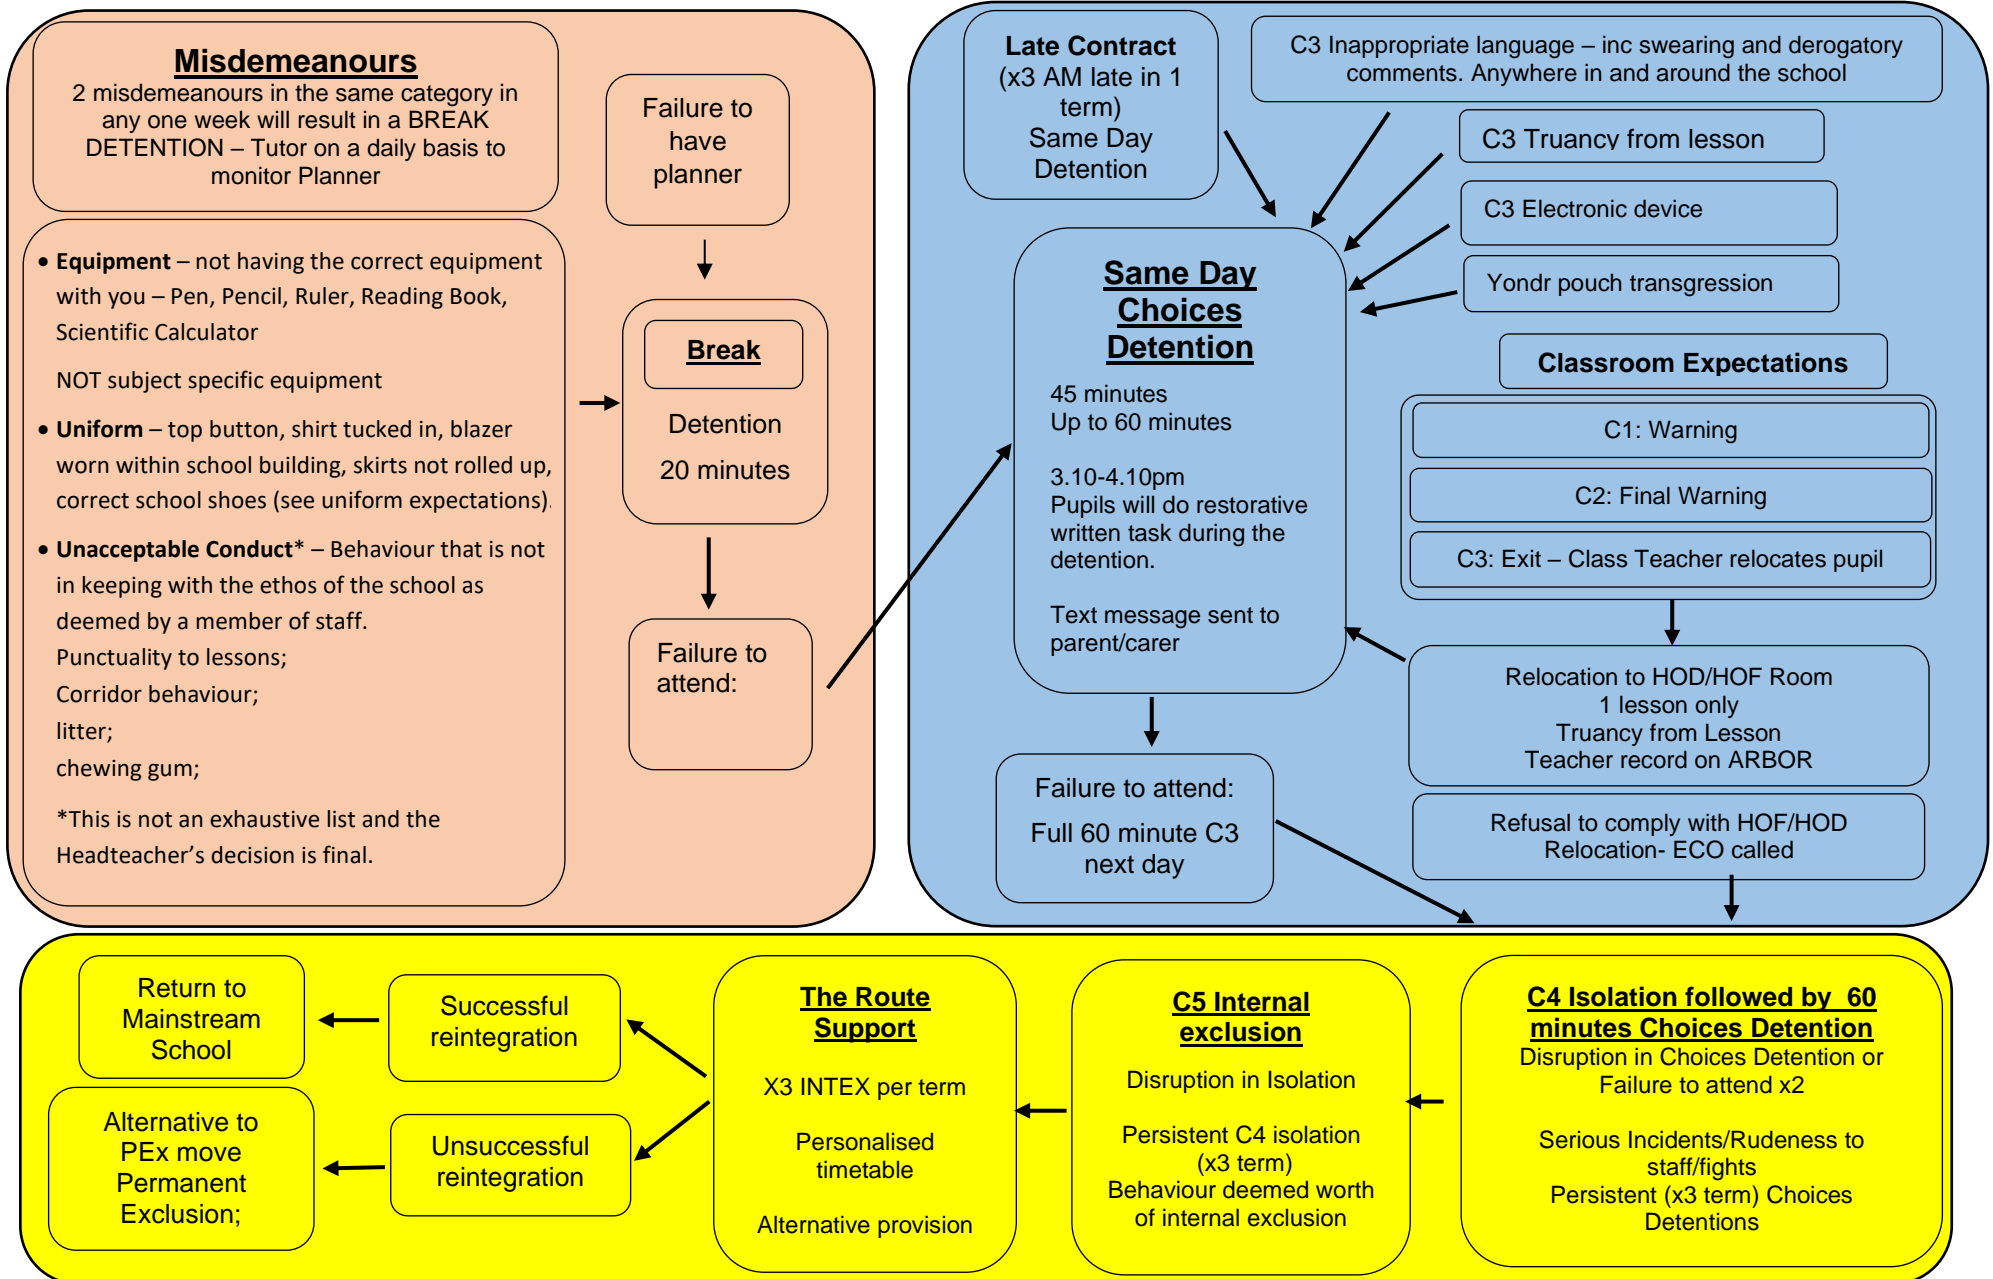 Misdemeanours
2 misdemeanours in the same category in
any one week will result in a BREAK
DETENTION – Tutor on a daily basis to
monitor Planner
Failure to
have
planner
• Equipment – not having the correct equipment
with you – Pen, Pencil, Ruler, Reading Book,
Scientific Calculator
NOT subject specific equipment
• Uniform – top button, shirt tucked in, blazer
worn within school building, skirts not rolled up,
correct school shoes (see uniform expectations).
• Unacceptable Conduct* – Behaviour that is not
in keeping with the ethos of the school as
deemed by a member of staff.
Punctuality to lessons;
Corridor behaviour;
litter;
chewing gum;
*This is not an exhaustive list and the
Headteacher’s decision is final.
Break
Detention
20 minutes
Failure to
attend:
Late Contract
(x3 AM late in 1
term)
Same Day
Detention
C3 Inappropriate language – inc swearing and derogatory
comments. Anywhere in and around the school
C3 Truancy from lesson
C3 Electronic device
Yondr pouch transgression
Same Day
Choices
Detention
45 minutes
Up to 60 minutes
3.10-4.10pm
Pupils will do restorative
written task during the
detention.
Text message sent to
parent/carer
Classroom Expectations
C1: Warning
C2: Final Warning
C3: Exit – Class Teacher relocates pupil
Relocation to HOD/HOF Room
1 lesson only
Truancy from Lesson
Teacher record on ARBOR
Refusal to comply with HOF/HOD
Relocation- ECO called
Failure to attend:
Full 60 minute C3
next day
Return to
Mainstream
School
Successful
reintegration
Alternative to
PEx move
Permanent
Exclusion;
Unsuccessful
reintegration
The Route
Support
X3 INTEX per term
Personalised
timetable
Alternative provision
C5 Internal
exclusion
Disruption in Isolation
Persistent C4 isolation
(x3 term)
Behaviour deemed worth
of internal exclusion
C4 Isolation followed by  60
minutes Choices Detention
Disruption in Choices Detention or
Failure to attend x2
Serious Incidents/Rudeness to
staff/fights
Persistent (x3 term) Choices
Detentions